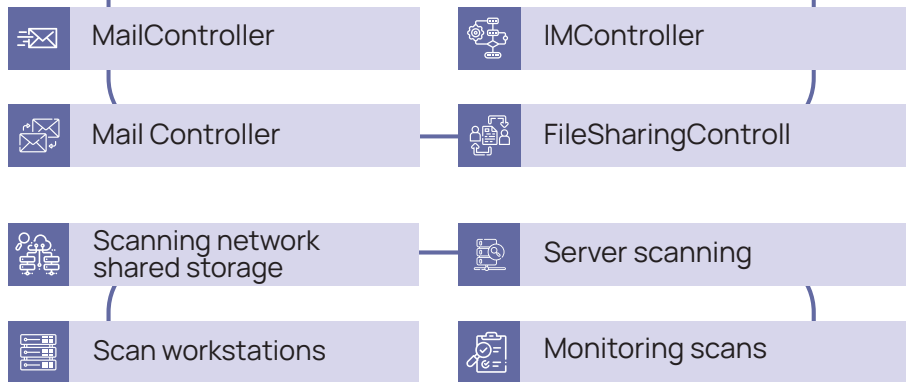 MailController
IMController
Mail Controller
FileSharingControll
Scanning network
shared storage
Server scanning
Scan workstations
Monitoring scans